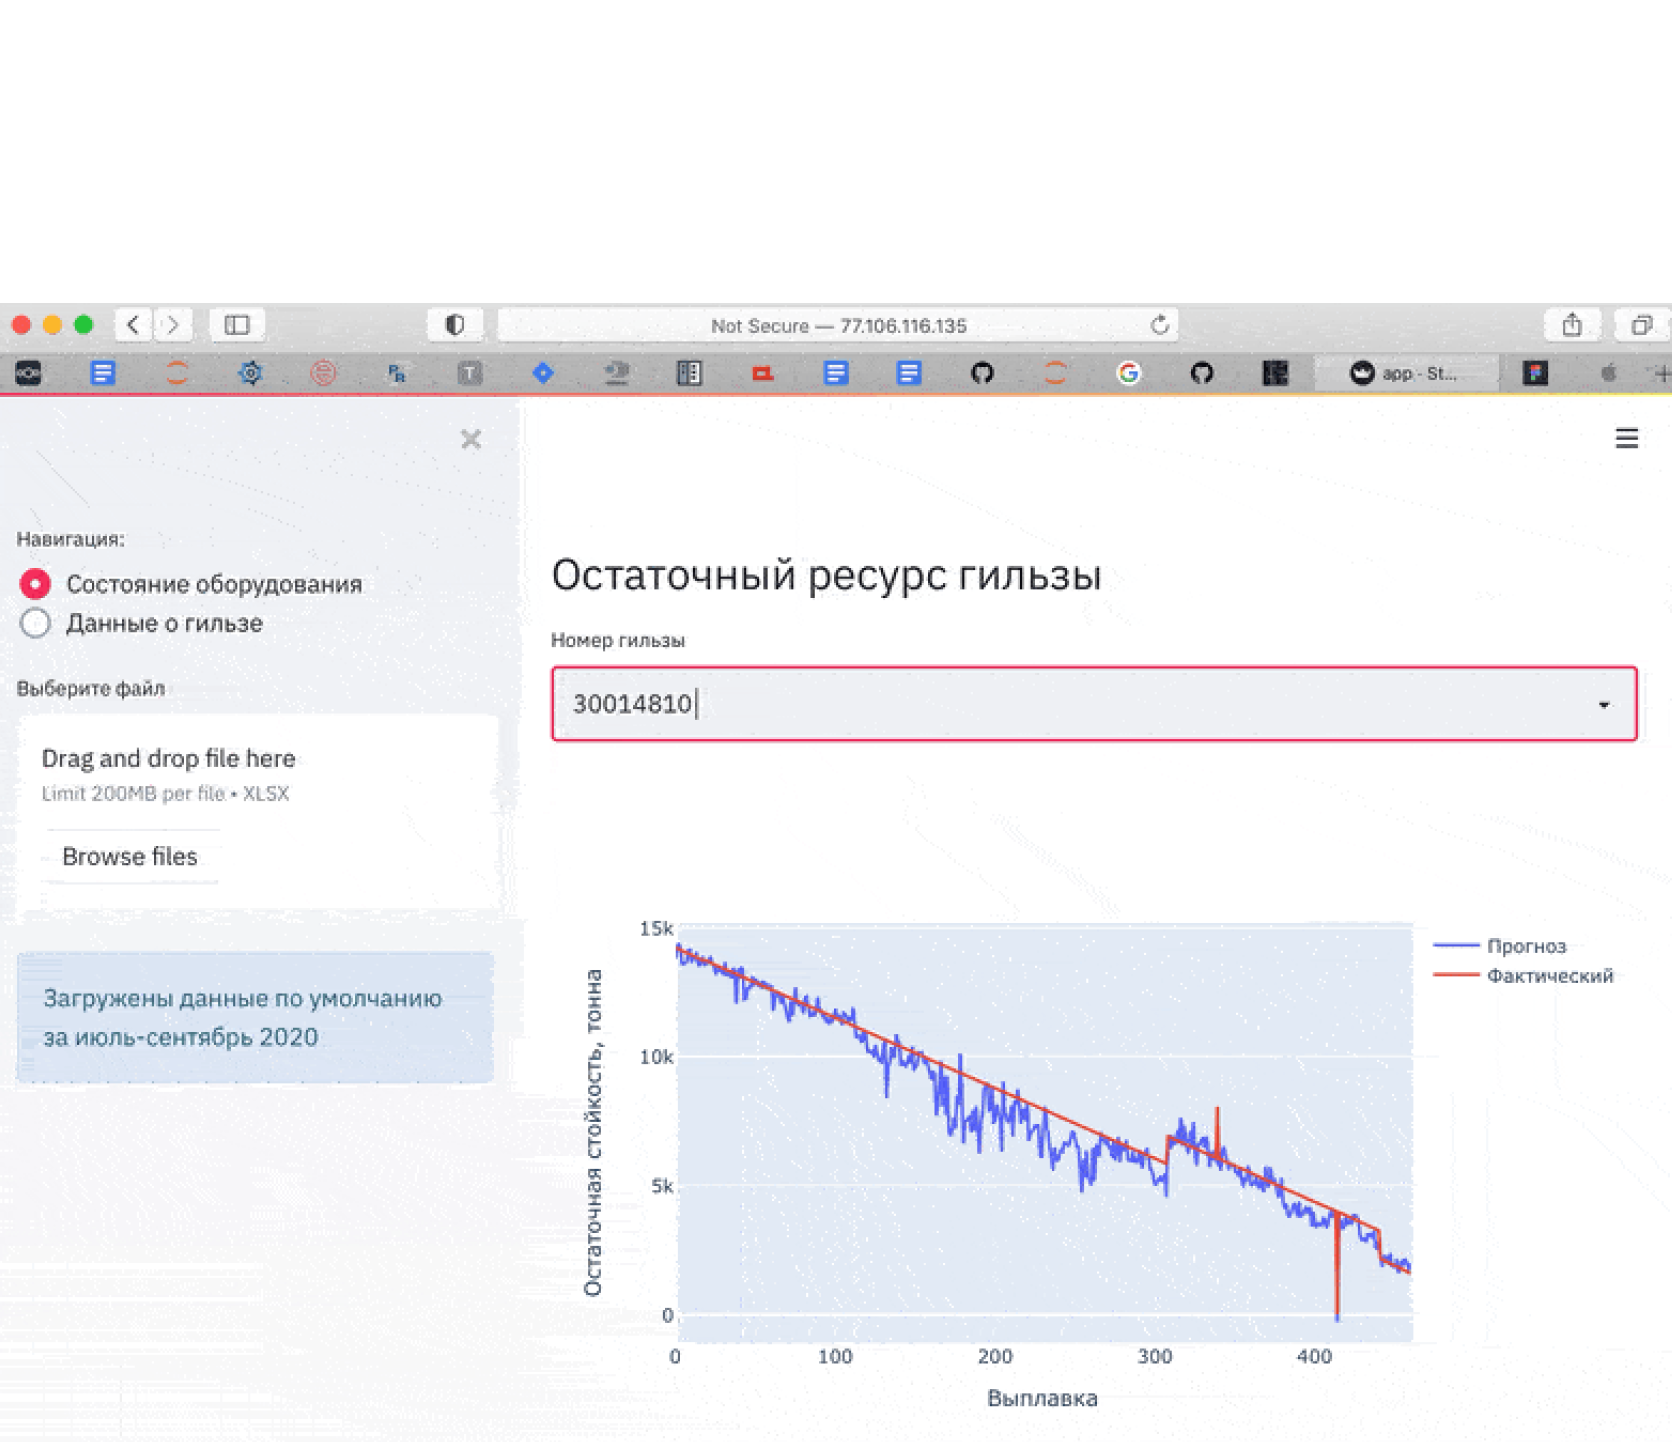 Not Secure — 77.106.116.135
app · St...
Навигация:
Состояние оборудования
Данные о гильзе
Выберите файл
Drag and drop file here
Limit 200MB per file • XLSX
Browse files
Загружены данные по умолчанию
за июль-сентябрь 2020
Остаточный ресурс гильзы
Номер гильзы
30014810
15k
10k
5k
0
Остаточная стойкость, тонна
0
100
200
300
400
Выплавка
Прогноз
Фактический